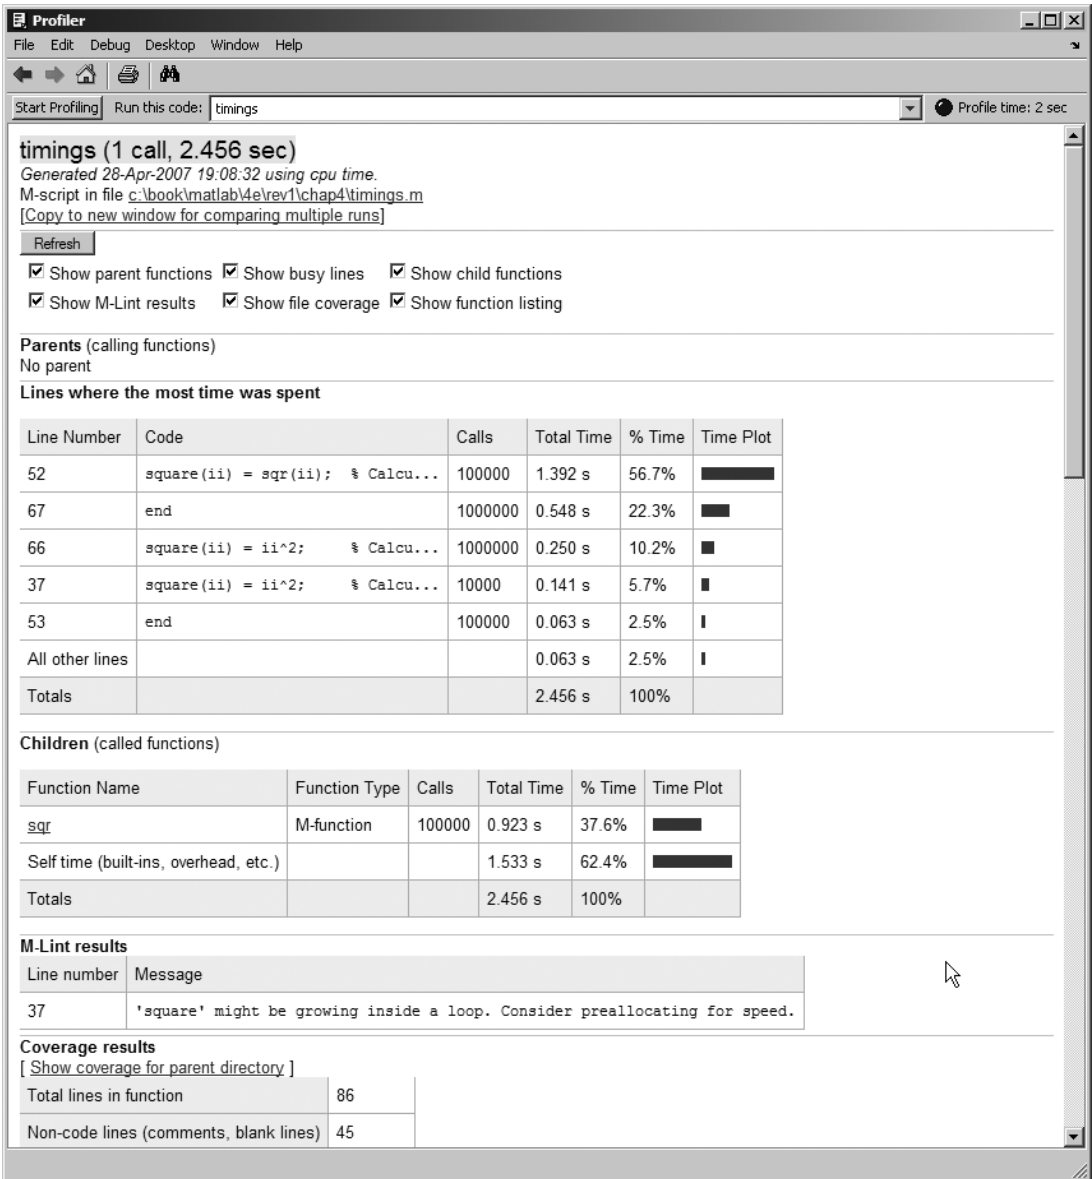 Profiler
File Edit Debug Desktop Window Help
Start Profiling Run this code: timings Profile time: 2 sec
timings (1 call, 2.456 sec)
Generated 28-Apr-2007 19:08:32 using cpu time.
M-script in file c:\book\matlab\4e\rev1\chap4\timings.m
[Copy to new window for comparing multiple runs]
Refresh
Show parent functions Show busy lines Show child functions
Show M-Lint results Show file coverage Show function listing
Parents (calling functions)
No parent
Lines where the most time was spent
Line Number Code Calls Total Time % Time Time Plot
52 square(ii) = sqr(ii); % Calcu... 100000 1.392 s 56.7%
67 end 1000000 0.548 s 22.3%
66 square(ii) = ii^2; % Calcu... 1000000 0.250 s 10.2%
37 square(ii) = ii^2; % Calcu... 10000 0.141 s 5.7%
53 end 100000 0.063 s 2.5%
All other lines 0.063 s 2.5%
Totals 2.456 s 100%
Children (called functions)
Function Name Function Type Calls Total Time % Time Time Plot
sqr M-function 100000 0.923 s 37.6%
Self time (built-ins, overhead, etc.) 1.533 s 62.4%
Totals 2.456 s 100%
M-Lint results
Line number Message
37 'square' might be growing inside a loop. Consider preallocating for speed.
Coverage results
[ Show coverage for parent directory ]
Total lines in function 86
Non-code lines (comments, blank lines) 45